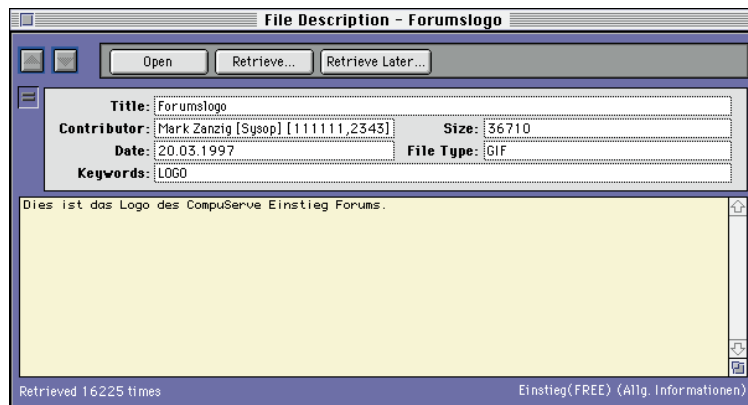 File Description - Forumslogo
Open Retrieve... Retrieve Later...
Title: Forumslogo
Contributor: Mark Zanzig [Sysop] [111111,2343] Size: 36710
Date: 20.03.1997 File Type: GIF
Keywords: LOGO
Dies ist das Logo des CompuServe Einstieg Forums.
Retrieved 16225 times Einstieg(FREE) (Allg. Informationen)